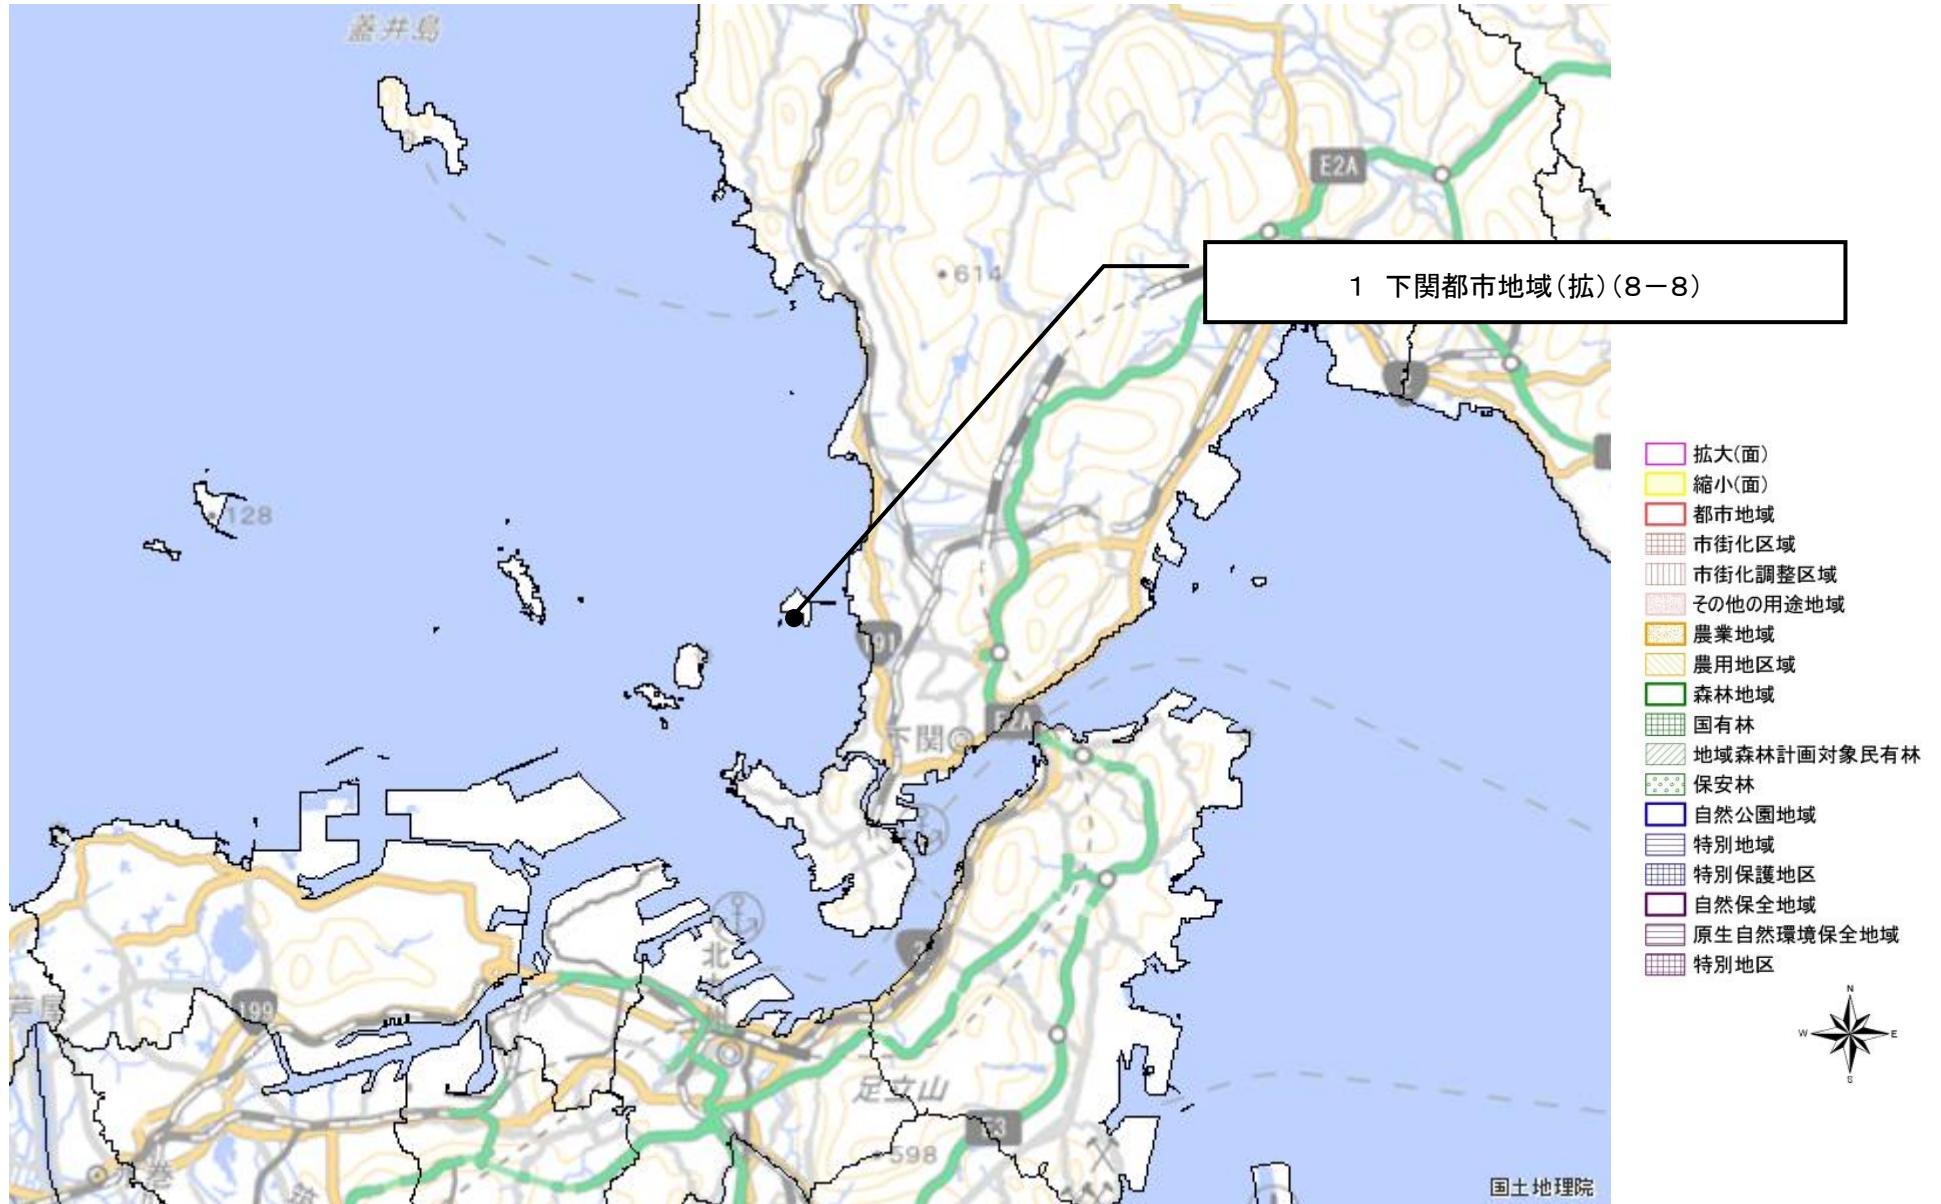 蓋井島
E2A
・614
1 下関都市地域(拡)(8-8)
・128
191
E2A
下関
拡大(面)
縮小(面)
都市地域
市街化区域
市街化調整区域
その他の用途地域
農業地域
農用地区域
森林地域
国有林
地域森林計画対象民有林
保安林
自然公園地域
特別地域
特別保護地区
自然保全地域
原生自然環境保全地域
特別地区
N
W E
S
芦屋
199
足立山
・598
国土地理院